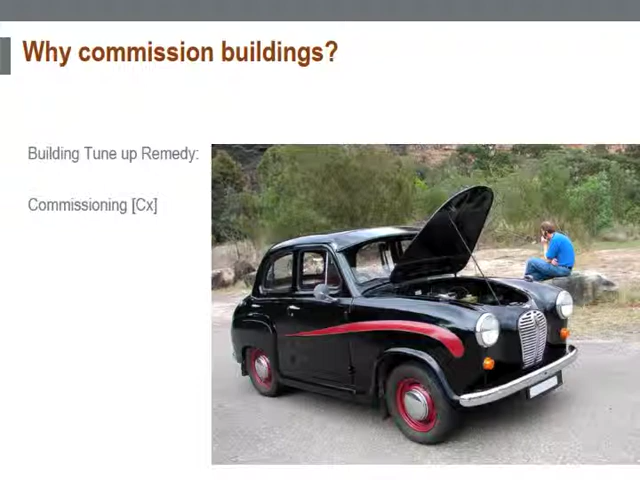 Why commission buildings?
Building Tune up Remedy:
Commissioning [Cx]